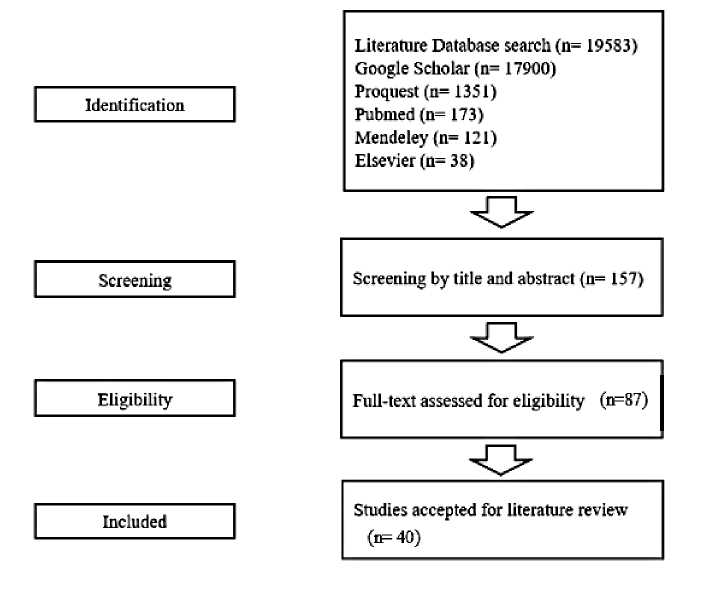 Identification
Literature Database search (n= 19583)
Google Scholar (n= 17900)
Proquest (n= 1351)
Pubmed (n= 173)
Mendeley (n= 121)
Elsevier (n= 38)
Screening
Screening by title and abstract (n= 157)
Eligibility
Full-text assessed for eligibility (n=87)
Included
Studies accepted for literature review
(n= 40)